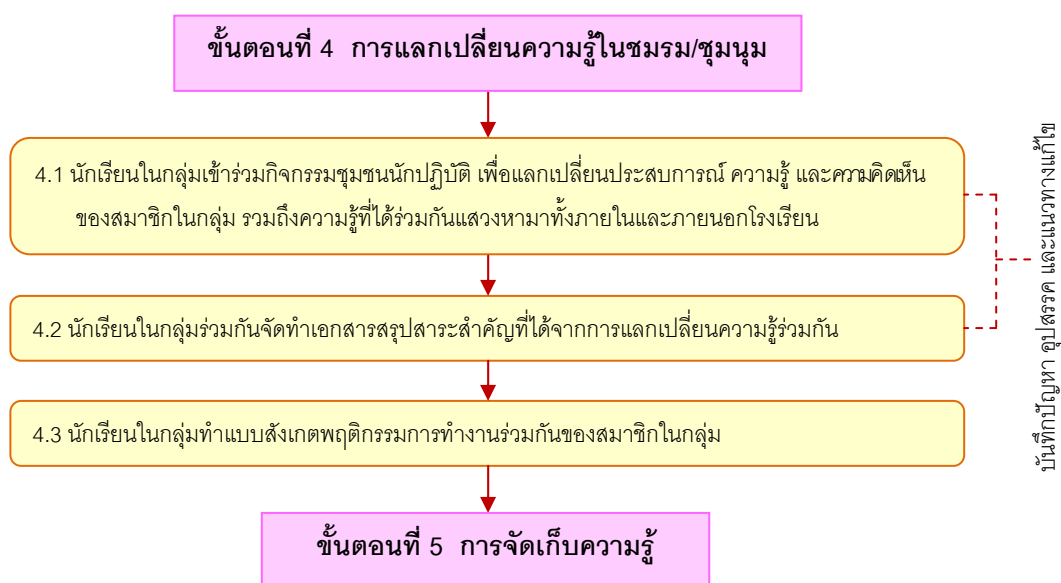 ขั้นตอนที่ 4 การแลกเปลี่ยนความรู้ในชมรม/ชุมนุม
4.1 นักเรียนในกลุ่มเข้าร่วมกิจกรรมชุมชนนักปฏิบัติ เพื่อแลกเปลี่ยนประสบการณ์ ความรู้ และความคิดเห็น
ของสมาชิกในกลุ่ม รวมถึงความรู้ที่ได้ร่วมกันแสวงหามาทั้งภายในและภายนอกโรงเรียน
4.2 นักเรียนในกลุ่มร่วมกันจัดทำเอกสารสรุปสาระสำคัญที่ได้จากการแลกเปลี่ยนความรู้ร่วมกัน
4.3 นักเรียนในกลุ่มทำแบบสังเกตพฤติกรรมการทำงานร่วมกันของสมาชิกในกลุ่ม
บันทึกปัญหา อุปสรรค และแนวทางแก้ไข
ขั้นตอนที่ 5 การจัดเก็บความรู้